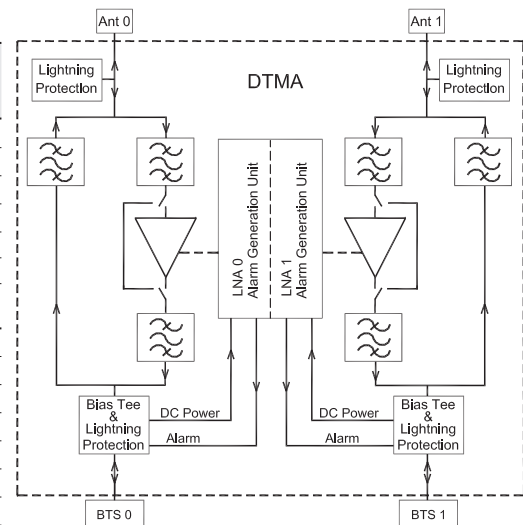 Ant 0
Ant 1
Lightning
Protection
DTMA
Lightning
Protection
LNA 0
Alarm Generation Unit
LNA 1
Alarm Generation Unit
Bias Tee
&
Lightning
Protection
DC Power
Alarm
DC Power
Alarm
Bias Tee
&
Lightning
Protection
BTS 0
BTS 1